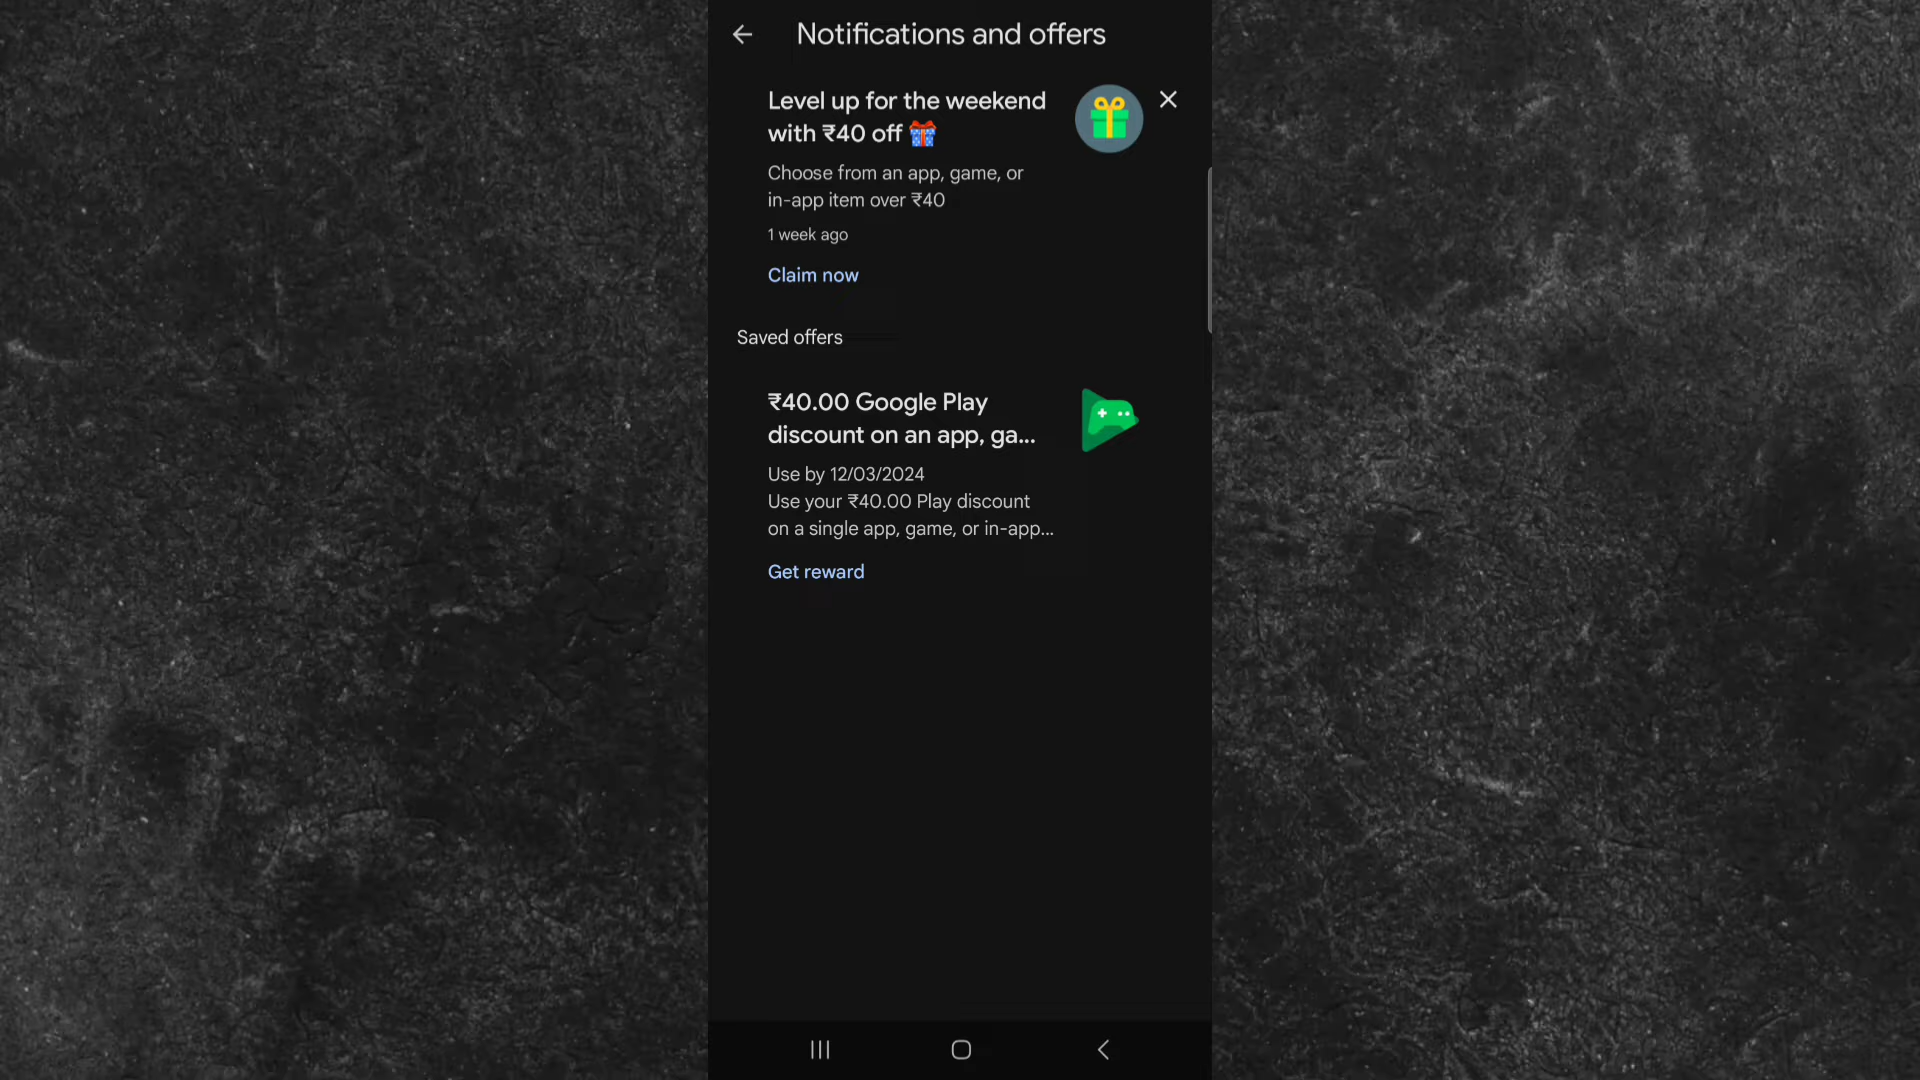 Notifications and offers
Level up for the weekend
with ₹40 off 🎁
Choose from an app, game, or
in-app item over ₹40
1 week ago
Claim now
Saved offers
₹40.00 Google Play
discount on an app, ga...
Use by 12/03/2024
Use your ₹40.00 Play discount
on a single app, game, or in-app...
Get reward